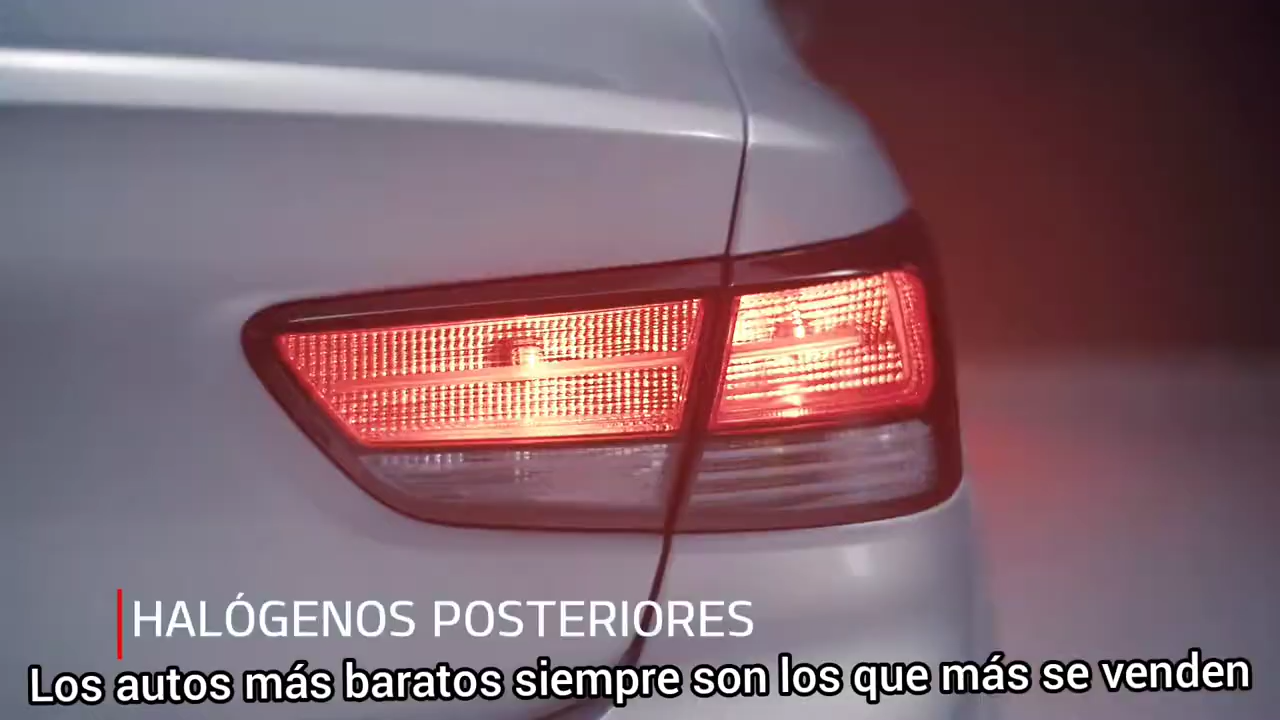 HALÓGENOS POSTERIORES
Los autos más baratos siempre son los que más se venden